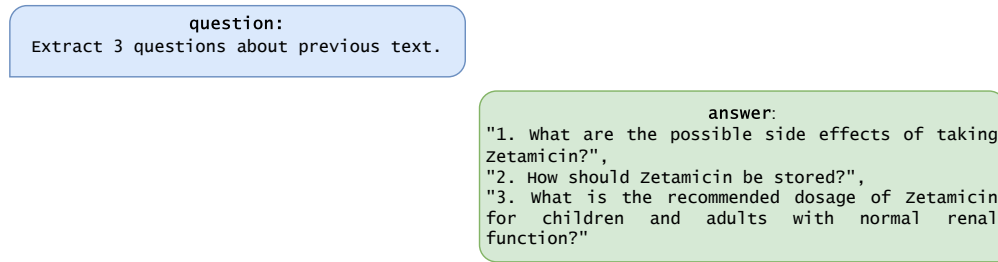 question:
Extract 3 questions about previous text.
answer:
"1. What are the possible side effects of taking
Zetamicin?",
"2. How should Zetamicin be stored?",
"3. What is the recommended dosage of Zetamicin
for children and adults with normal renal
function?"